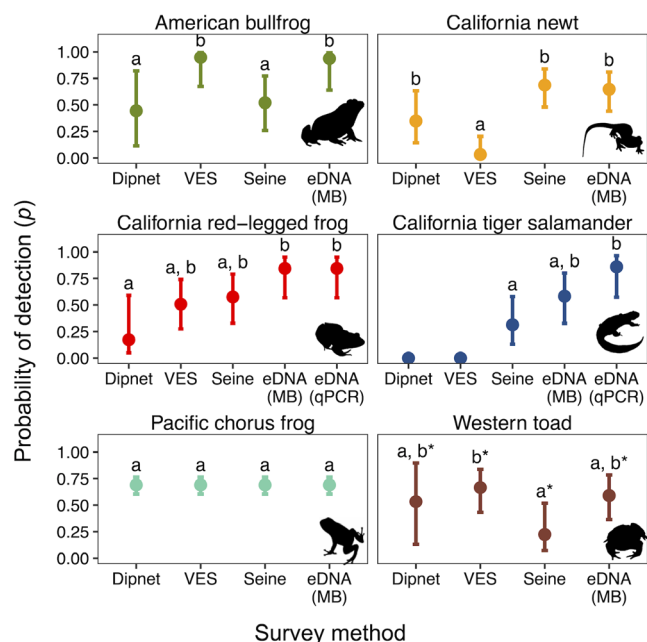 American bullfrog
California newt
1.00
0.75
0.50
0.25
0.00
a
b
a
b
b
a
b
b
Dipnet
VES
Seine
eDNA
(MB)
Dipnet
VES
Seine
eDNA
(MB)
California red-legged frog
California tiger salamander
1.00
0.75
0.50
0.25
0.00
a
a, b
a, b
b
b
a
a, b
b
Dipnet
VES
Seine
eDNA
(MB)
eDNA
(qPCR)
Dipnet
VES
Seine
eDNA
(MB)
eDNA
(qPCR)
Pacific chorus frog
Western toad
1.00
0.75
0.50
0.25
0.00
a
a
a
a
a, b*
b*
a*
a, b*
Dipnet
VES
Seine
eDNA
(MB)
Dipnet
VES
Seine
eDNA
(MB)
Probability of detection (p)
Survey method